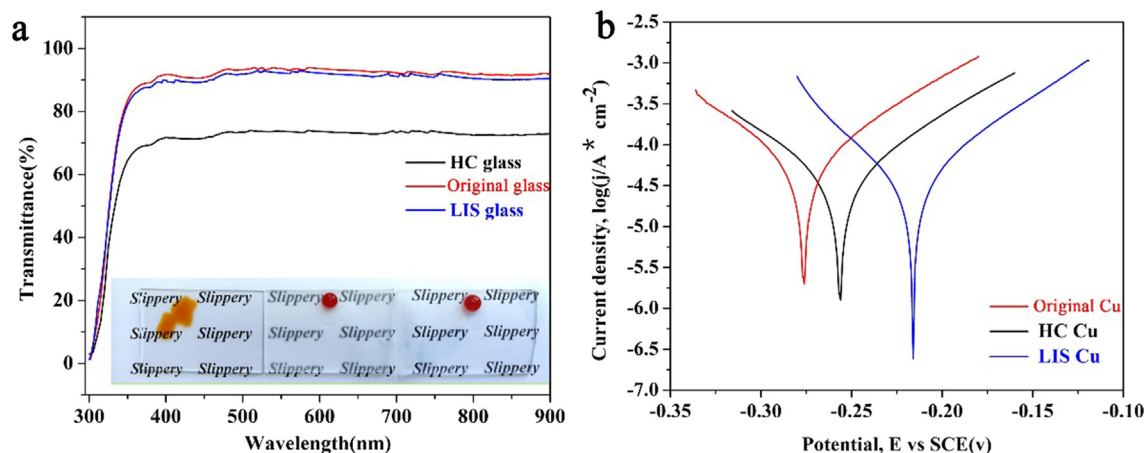 a
100
80
60
40
20
0
Transmittance(%)
HC glass
Original glass
LIS glass
Slippery Slippery Slippery Slippery Slippery Slippery
Slippery Slippery Slippery Slippery Slippery Slippery
Slippery Slippery Slippery Slippery Slippery Slippery
300 400 500 600 700 800 900
Wavelength(nm)
b
-2.5
-3.0
-3.5
-4.0
-4.5
-5.0
-5.5
-6.0
-6.5
-7.0
Current density, log(j/A* cm-2)
Original Cu
HC Cu
LIS Cu
-0.35 -0.30 -0.25 -0.20 -0.15 -0.10
Potential, E vs SCE(v)